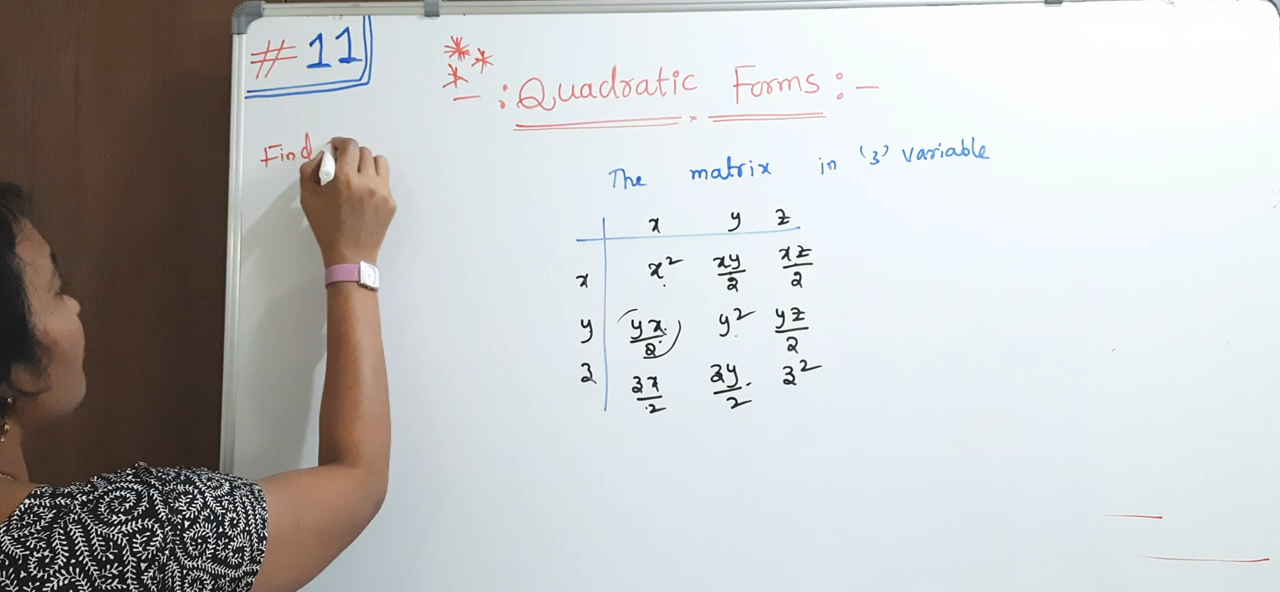 # 11
-: Quadratic Forms :-
Find
The matrix in '3' variable
x y z
x x² xy/2 xz/2
y yx/2 y² yz/2
z zx/2 zy/2 z²